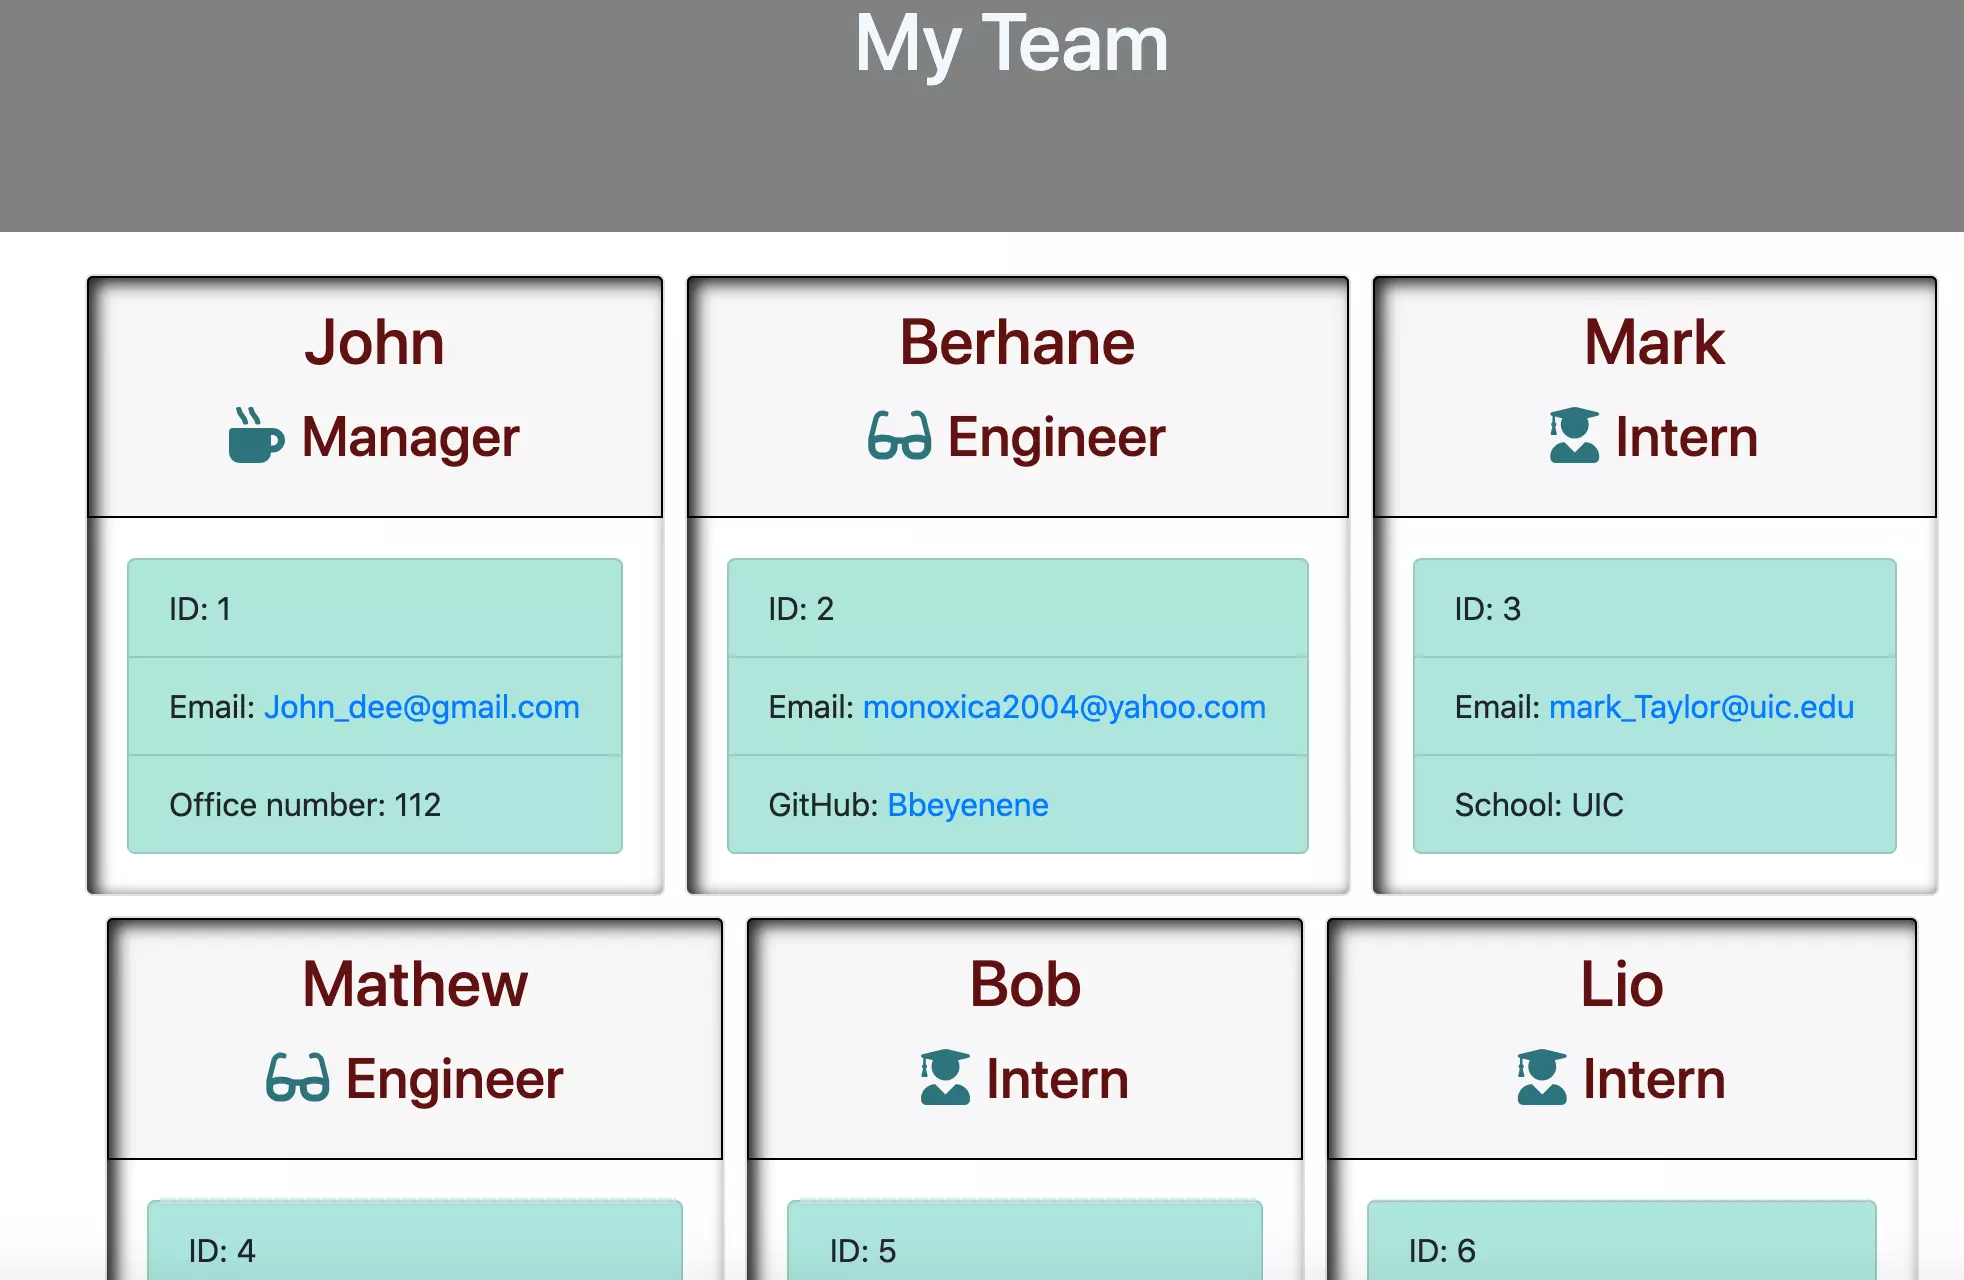 My Team
John
Manager
ID: 1
Email: John_dee@gmail.com
Office number: 112
Berhane
Engineer
ID: 2
Email: monoxica2004@yahoo.com
GitHub: Bbeyenene
Mark
Intern
ID: 3
Email: mark_Taylor@uic.edu
School: UIC
Mathew
Engineer
ID: 4
Bob
Intern
ID: 5
Lio
Intern
ID: 6